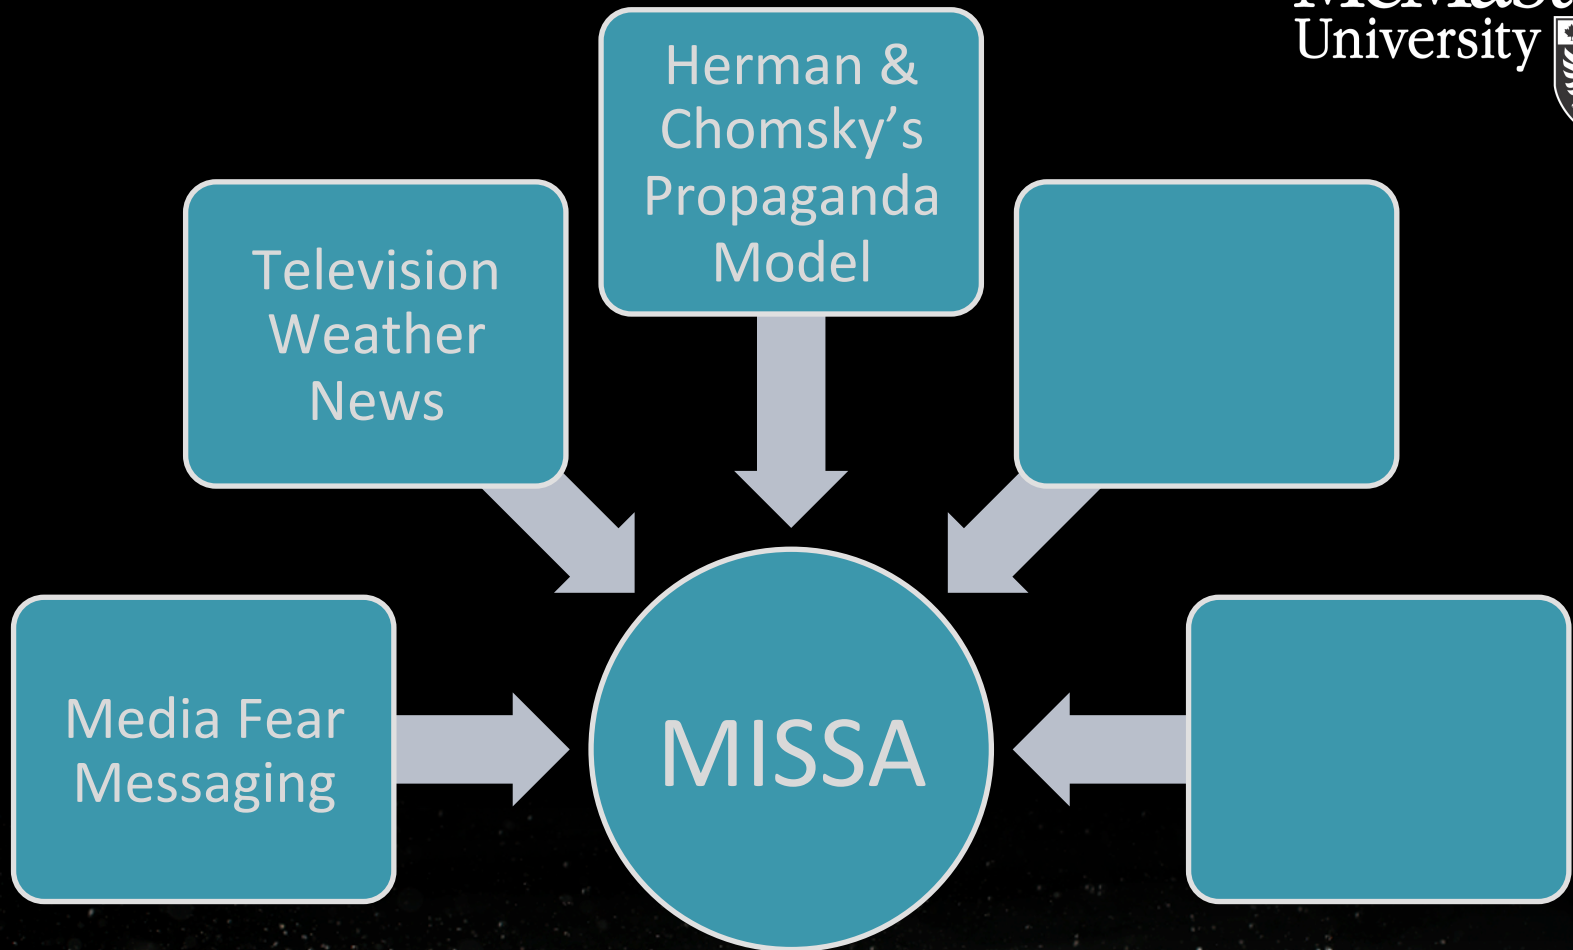 University
Herman &
Chomsky’s
Propaganda
Model
Television
Weather
News
Media Fear
Messaging
MISSA